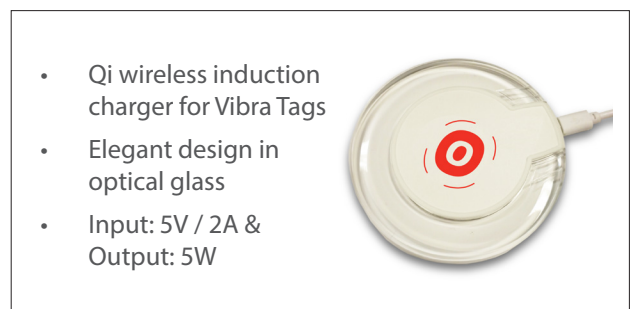 • Qi wireless induction
charger for Vibra Tags
• Elegant design in
optical glass
• Input: 5V / 2A &
Output: 5W